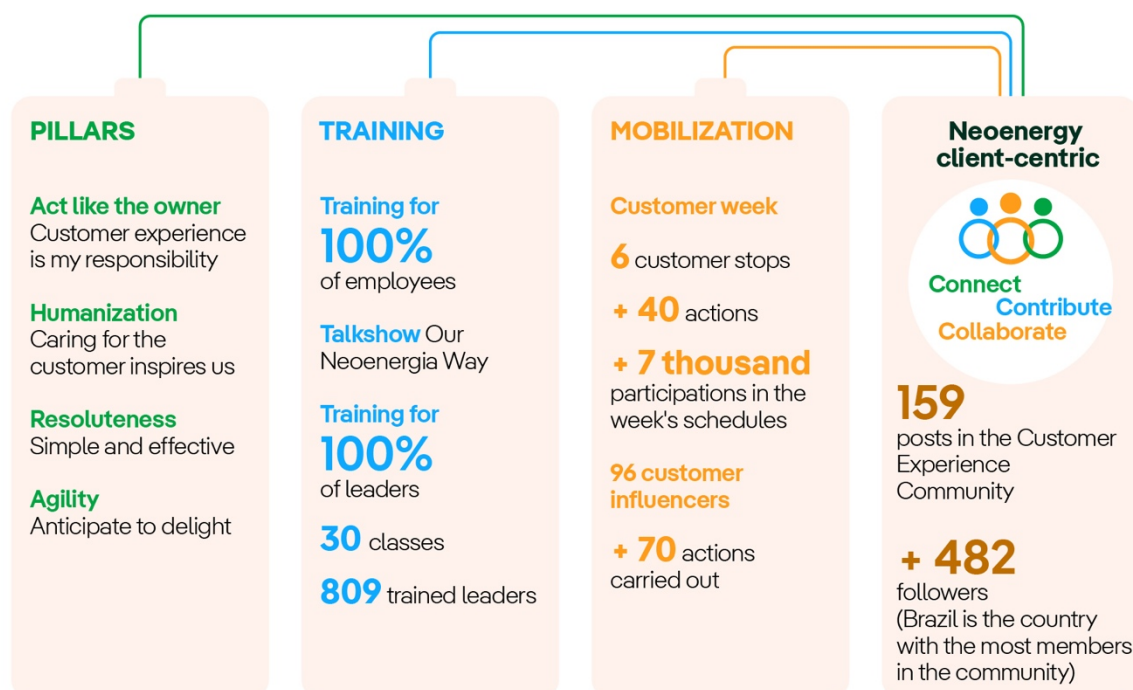 PILLARS
Act like the owner
Customer experience
is my responsibility
Humanization
Caring for the
customer inspires us
Resoluteness
Simple and effective
Agility
Anticipate to delight
TRAINING
Training for
100%
of employees
Talkshow Our
Neoenergia Way
Training for
100%
of leaders
30 classes
809 trained leaders
MOBILIZATION
Customer week
6 customer stops
+ 40 actions
+ 7 thousand
participations in the
week's schedules
96 customer
influencers
+ 70 actions
carried out
Neoenergy
client-centric
Connect
Contribute
Collaborate
159
posts in the Customer
Experience
Community
+ 482
followers
(Brazil is the country
with the most members
in the community)